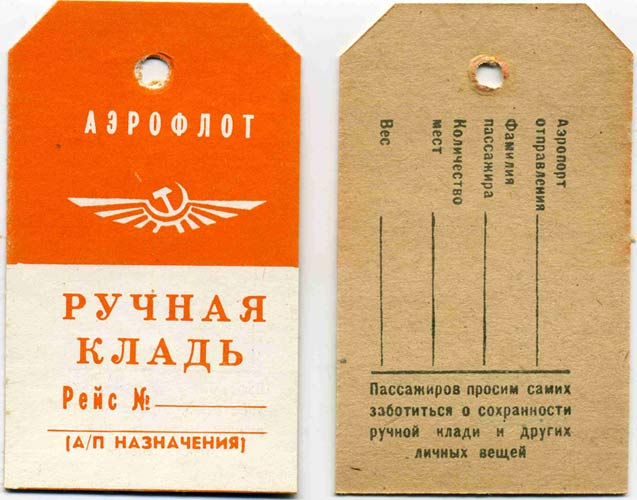 АЭРОФЛОТ
РУЧНАЯ
КЛАДЬ
Рейс №
(А/П НАЗНАЧЕНИЯ)
Аэропорт
отправления
Фамилия
пассажира
Количество
мест
Вес
Пассажиров просим самих
заботиться о сохранности
ручной клади и других
личных вещей